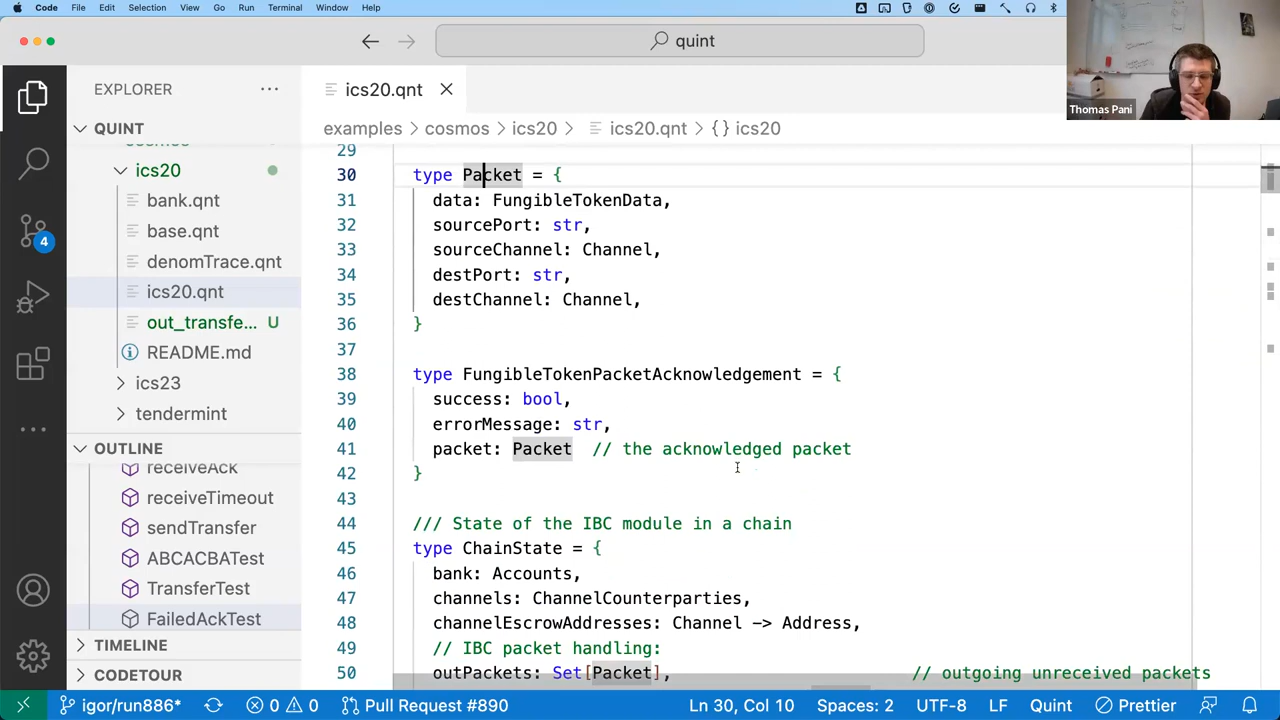 Code File Edit Selection View Go Run Terminal Window Help
quint
Thomas Pani
EXPLORER ···
ics20.qnt
QUINT
examples > cosmos > ics20 > ics20.qnt > {} ics20
cosmos
ics20
bank.qnt
base.qnt
denomTrace.qnt
ics20.qnt
out_transfe... U
README.md
ics23
tendermint
4
OUTLINE
receiveAck
receiveTimeout
sendTransfer
ABCACBATest
TransferTest
FailedAckTest
TIMELINE
CODETOUR
29
30 type Packet = {
31 data: FungibleTokenData,
32 sourcePort: str,
33 sourceChannel: Channel,
34 destPort: str,
35 destChannel: Channel,
36 }
37
38 type FungibleTokenPacketAcknowledgement = {
39 success: bool,
40 errorMessage: str,
41 packet: Packet // the acknowledged packet
42 }
43
44 /// State of the IBC module in a chain
45 type ChainState = {
46 bank: Accounts,
47 channels: ChannelCounterparties,
48 channelEscrowAddresses: Channel -> Address,
49 // IBC packet handling:
50 outPackets: Set[Packet], // outgoing unreceived packets
igor/run886* 0 0 Pull Request #890 Ln 30, Col 10 Spaces: 2 UTF-8 LF Quint Prettier